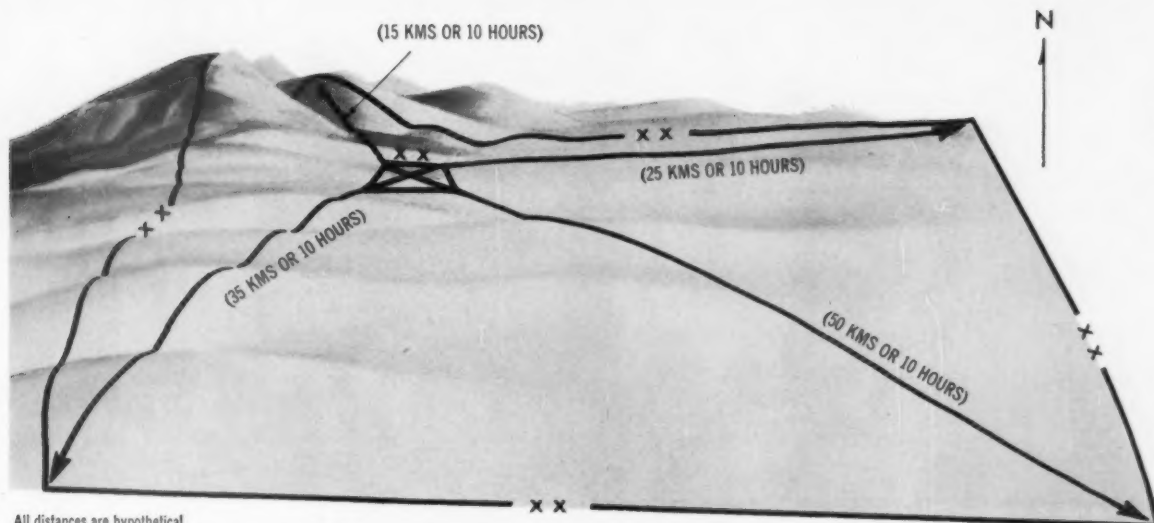 (15 KMS OR 10 HOURS)
N
X X
X X
(25 KMS OR 10 HOURS)
X X
(35 KMS OR 10 HOURS)
(50 KMS OR 10 HOURS)
X X
X X
All distances are hypothetical